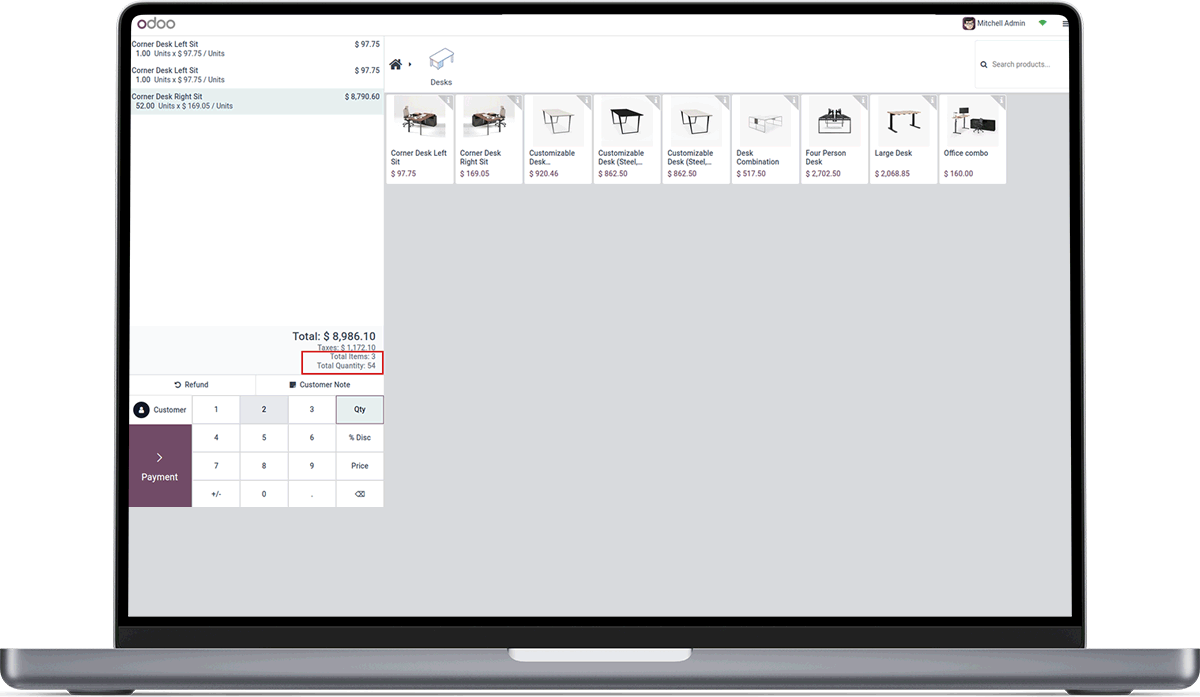 odoo
Mitchell Admin
Corner Desk Left Sit $ 97.75
1.00 Units x $ 97.75 / Units
Corner Desk Left Sit $ 97.75
1.00 Units x $ 97.75 / Units
Corner Desk Right Sit $ 8,790.60
52.00 Units x $ 169.05 / Units
Desks
Search products...
Corner Desk Left
Sit
$ 97.75
Corner Desk
Right Sit
$ 169.05
Customizable
Desk...
$ 920.46
Customizable
Desk (Steel,...
$ 862.50
Customizable
Desk (Steel,...
$ 862.50
Desk
Combination
$ 517.50
Four Person
Desk
$ 2,702.50
Large Desk
$ 2,068.85
Office combo
$ 160.00
Total: $ 8,986.10
Taxes: $ 1,172.10
Total Items: 3
Total Quantity: 54
Refund Customer Note
Customer 1 2 3 Qty
4 5 6 % Disc
Payment
7 8 9 Price
+/- 0 .